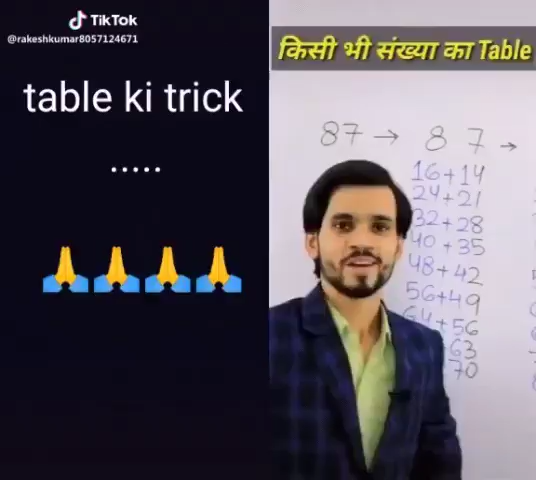 TikTok
@rakeshkumar8057124671
table ki trick
.....
🙏🙏🙏🙏
किसी भी संख्या का Table
87 → 8 7 →
16+14
24+21
32+28
40+35
48+42
56+49
64+56
+63
70